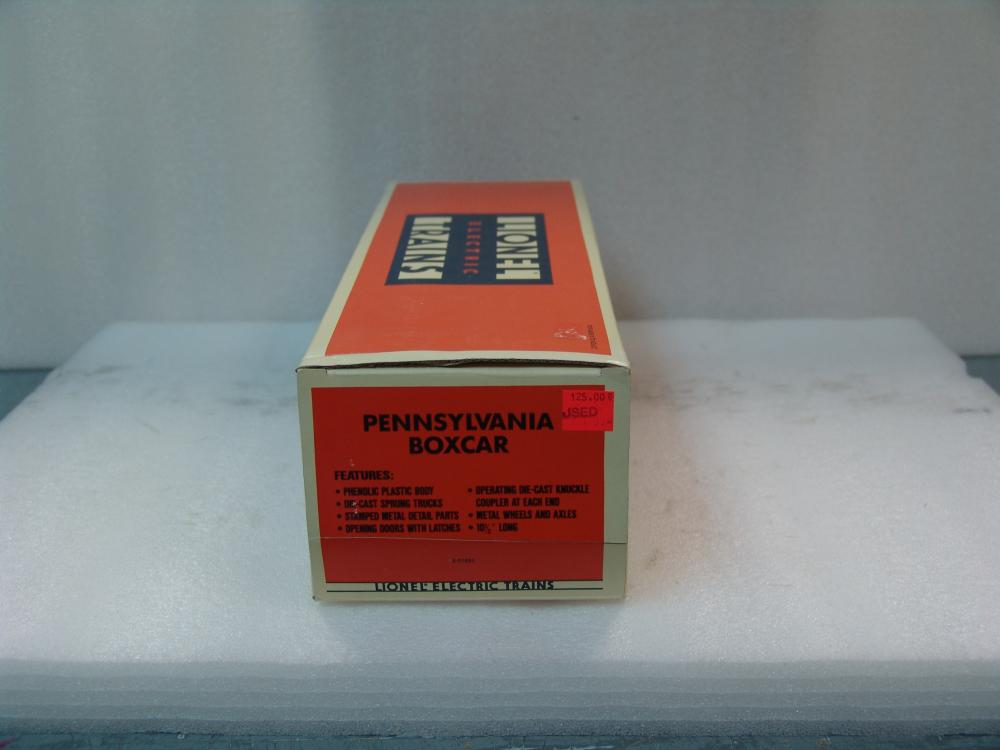 LIONEL
ELECTRIC
TRAINS
125.00
USED
PENNSYLVANIA
BOXCAR
FEATURES:
• PHENOLIC PLASTIC BODY
• DIE-CAST SPRUNG TRUCKS
• STAMPED METAL DETAIL PARTS
• OPENING DOORS WITH LATCHES
• OPERATING DIE-CAST KNUCKLE
COUPLER AT EACH END
• METAL WHEELS AND AXLES
• 10½" LONG
LIONEL® ELECTRIC TRAINS